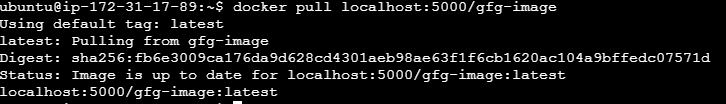 ubuntu@ip-172-31-17-89:~$ docker pull localhost:5000/gfg-image
Using default tag: latest
latest: Pulling from gfg-image
Digest: sha256:fb6e3009ca176da9d628cd4301aeb98ae63f1f6cb1620ac104a9bffedc07571d
Status: Image is up to date for localhost:5000/gfg-image:latest
localhost:5000/gfg-image:latest